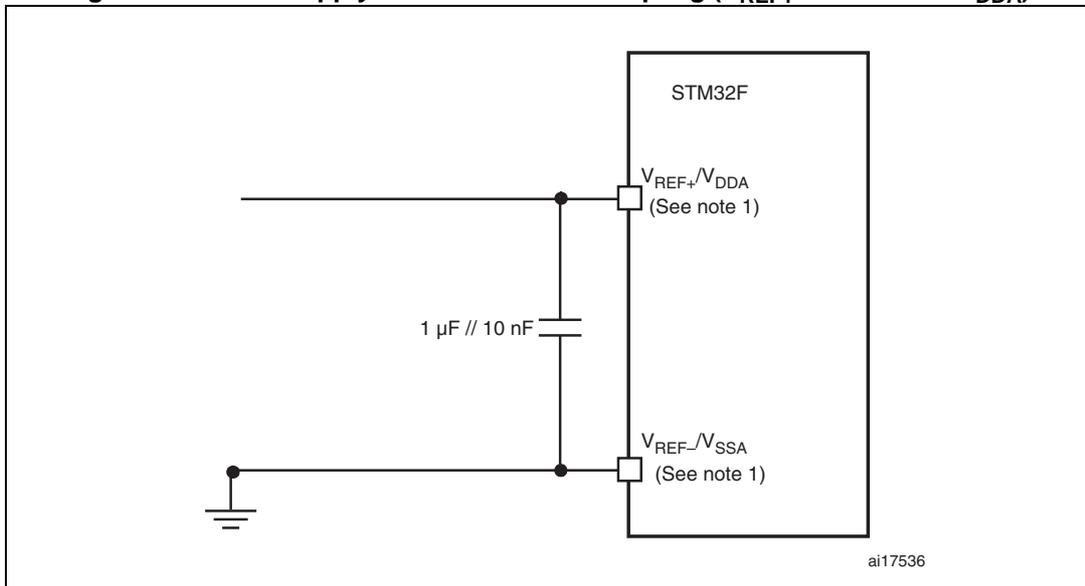 STM32F
VREF+/VDDA
(See note 1)
1 µF // 10 nF
VREF–/VSSA
(See note 1)
ai17536